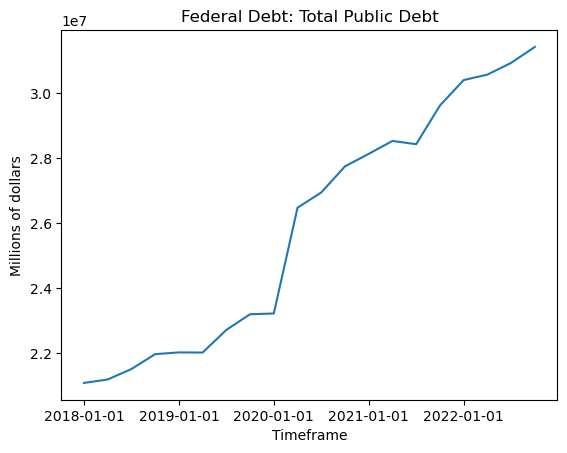 Federal Debt: Total Public Debt
1e7
3.0
2.8
2.6
2.4
2.2
Millions of dollars
2018-01-01 2019-01-01 2020-01-01 2021-01-01 2022-01-01
Timeframe